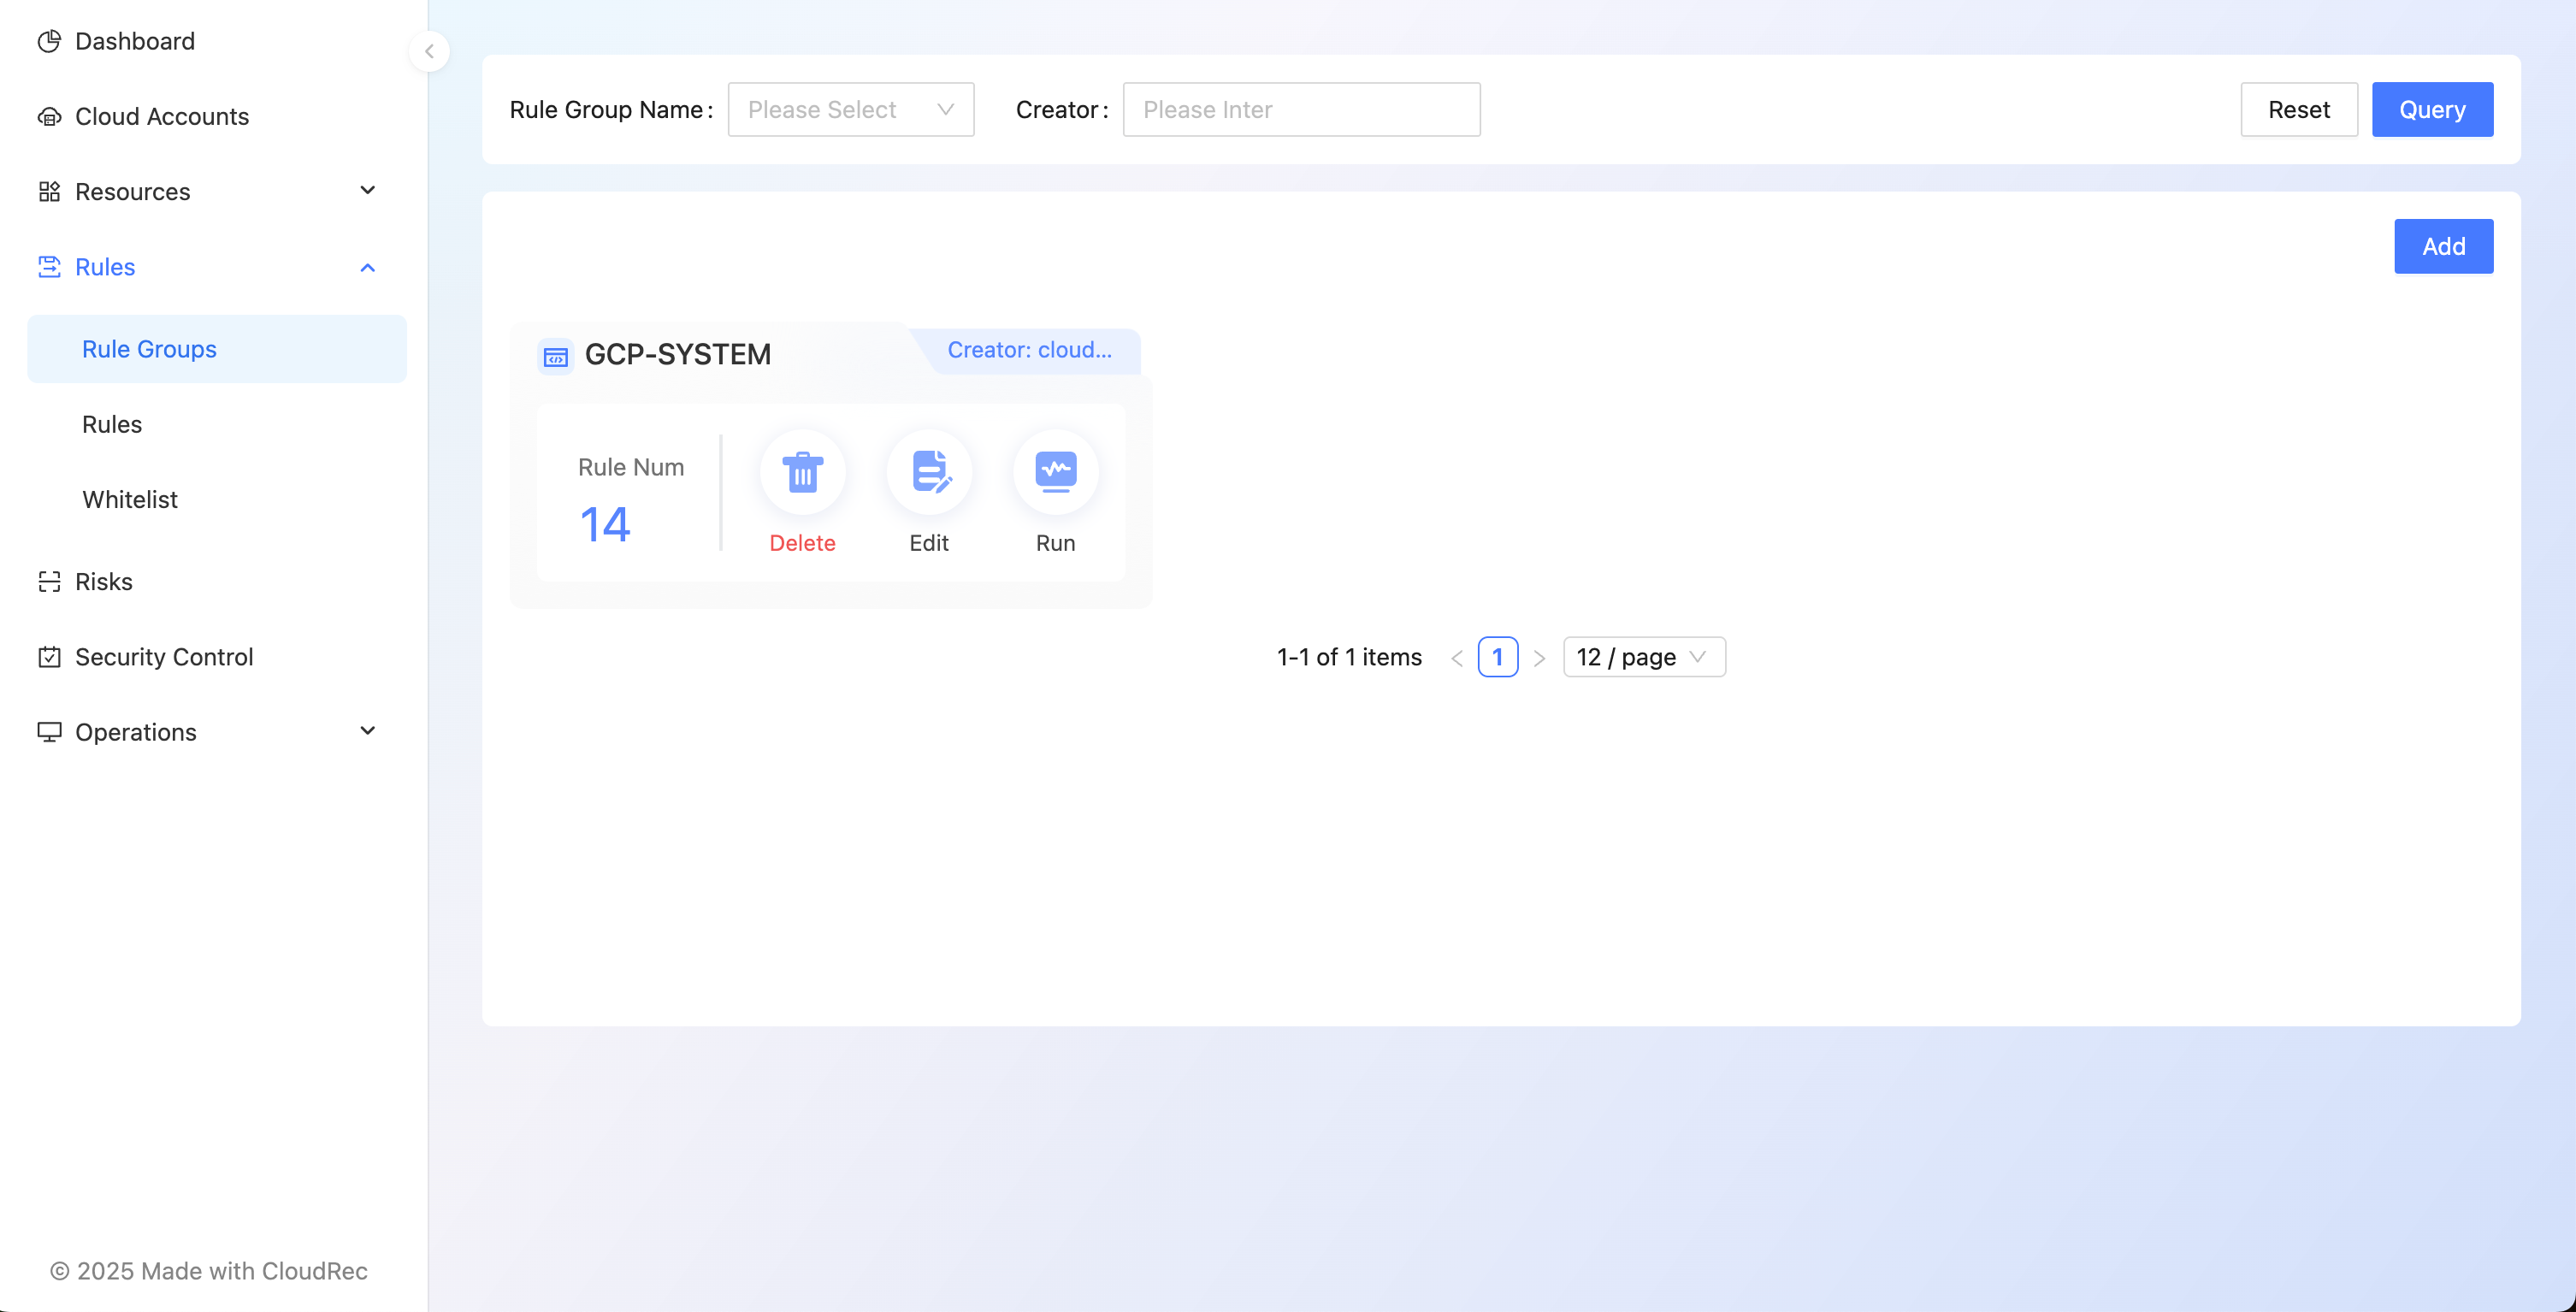 Dashboard
Cloud Accounts
Resources
Rules
Rule Groups
Rules
Whitelist
Risks
Security Control
Operations
© 2025 Made with CloudRec
Rule Group Name: Please Select Creator: Please Inter Reset Query
Add
GCP-SYSTEM Creator: cloud...
Rule Num
14
Delete Edit Run
1-1 of 1 items 1 12 / page